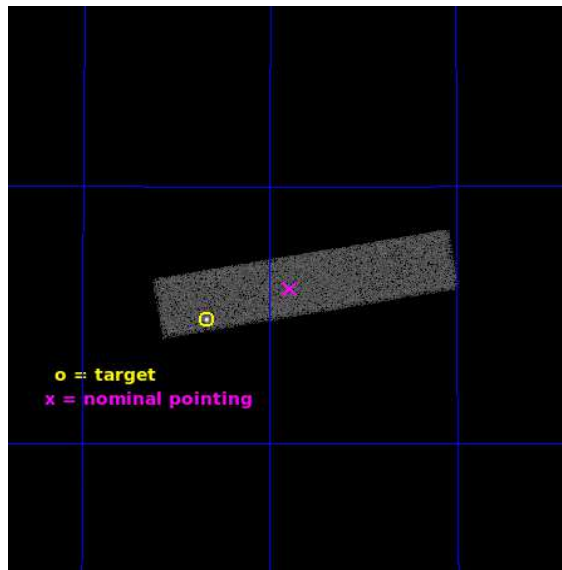 o = target
x = nominal pointing